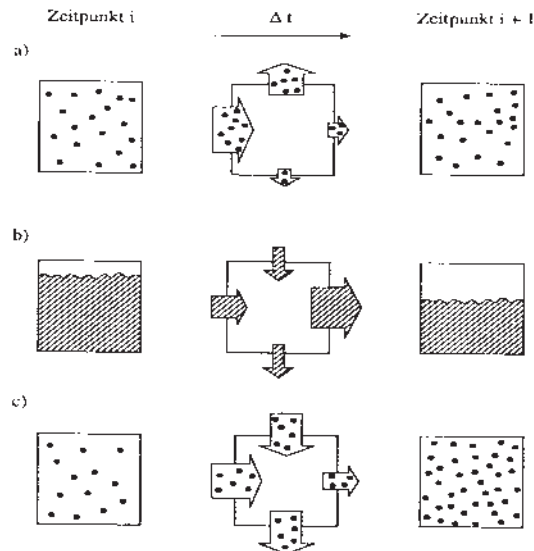 Zeitpunkt i Δ t Zeitpunkt i + 1
a)
b)
c)